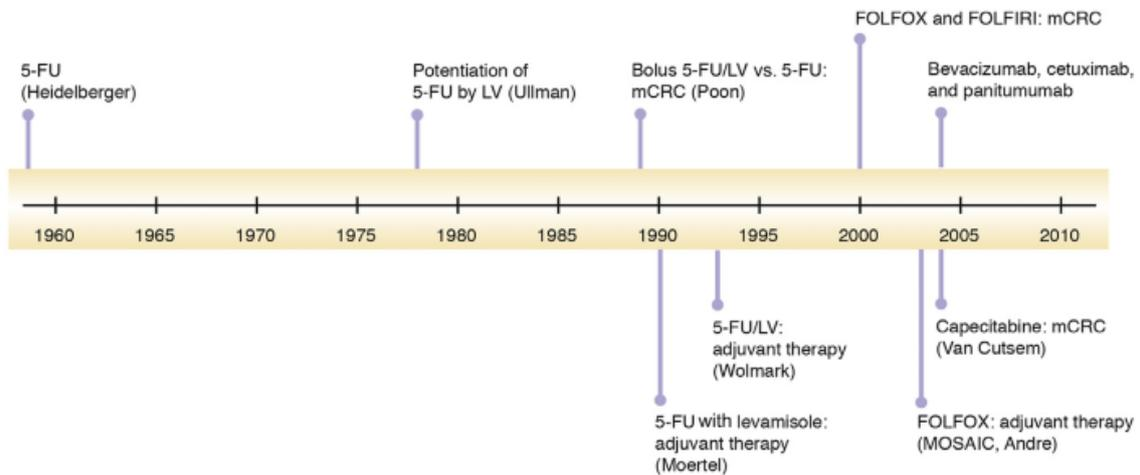 FOLFOX and FOLFIRI: mCRC
5-FU
(Heidelberger)
Potentiation of
5-FU by LV (Ullman)
Bolus 5-FU/LV vs. 5-FU:
mCRC (Poon)
Bevacizumab, cetuximab,
and panitumumab
1960 1965 1970 1975 1980 1985 1990 1995 2000 2005 2010
5-FU/LV:
adjuvant therapy
(Wolmark)
Capecitabine: mCRC
(Van Cutsem)
5-FU with levamisole:
adjuvant therapy
(Moertel)
FOLFOX: adjuvant therapy
(MOSAIC, Andre)